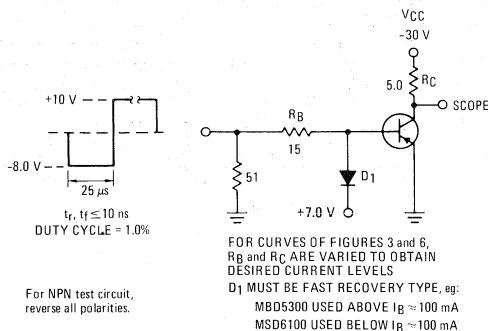 VCC
-30 V
5.0
RC
SCOPE
RB
15
51
D1
+7.0 V
+10 V
-8.0 V
25 µs
tr, tf ≤ 10 ns
DUTY CYCLE = 1.0%
For NPN test circuit,
reverse all polarities.
FOR CURVES OF FIGURES 3 and 6,
RB and RC ARE VARIED TO OBTAIN
DESIRED CURRENT LEVELS
D1 MUST BE FAST RECOVERY TYPE, eg:
MBD5300 USED ABOVE IB ≈ 100 mA
MSD6100 USED BELOW IB ≈ 100 mA